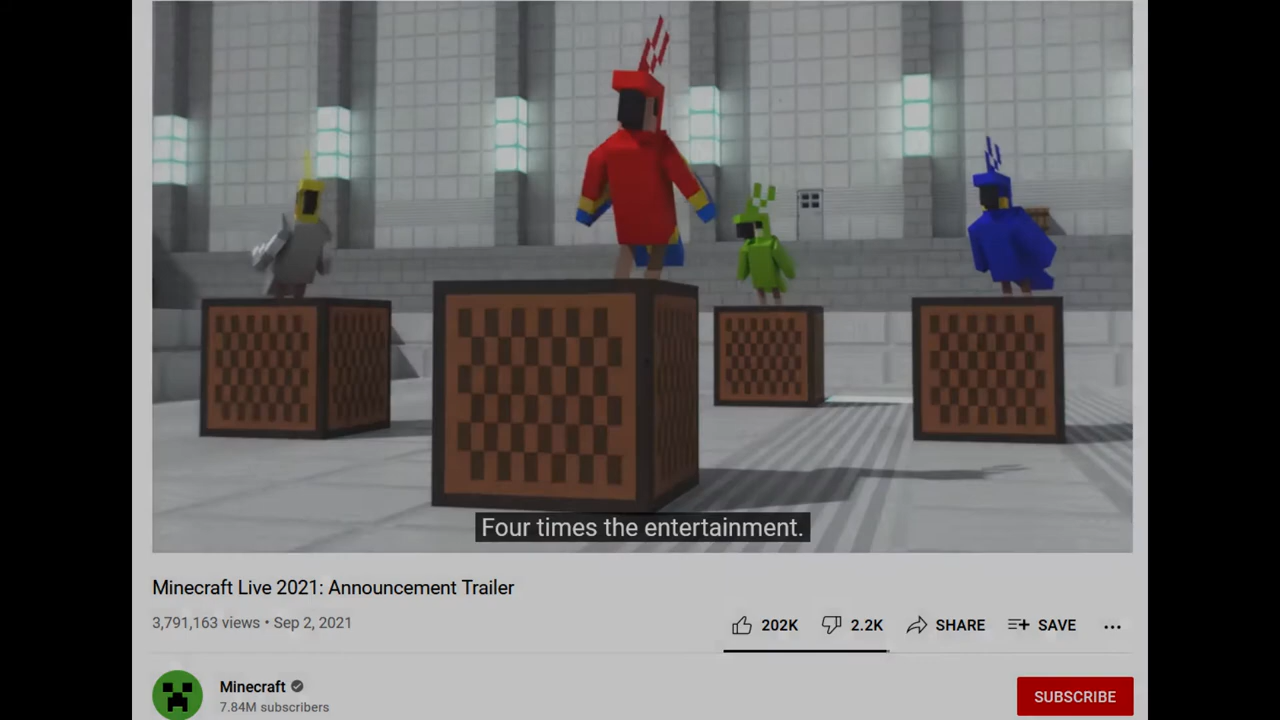 Four times the entertainment.
Minecraft Live 2021: Announcement Trailer
3,791,163 views • Sep 2, 2021
202K
2.2K
SHARE
SAVE
Minecraft
7.84M subscribers
SUBSCRIBE